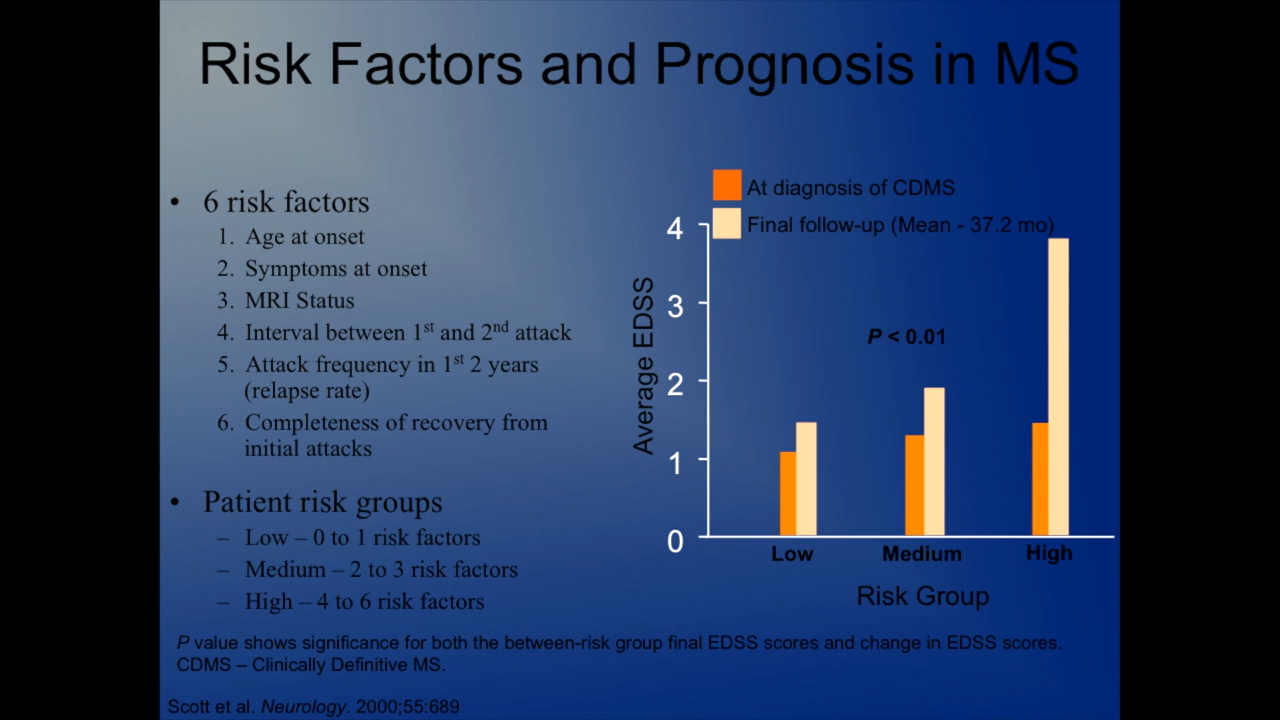 Risk Factors and Prognosis in MS
• 6 risk factors
1. Age at onset
2. Symptoms at onset
3. MRI Status
4. Interval between 1st and 2nd attack
5. Attack frequency in 1st 2 years
(relapse rate)
6. Completeness of recovery from
initial attacks
• Patient risk groups
– Low – 0 to 1 risk factors
– Medium – 2 to 3 risk factors
– High – 4 to 6 risk factors
At diagnosis of CDMS
Final follow-up (Mean - 37.2 mo)
Average EDSS
4
3
2
1
0
P < 0.01
Low Medium High
Risk Group
P value shows significance for both the between-risk group final EDSS scores and change in EDSS scores.
CDMS – Clinically Definitive MS.
Scott et al. Neurology. 2000;55:689